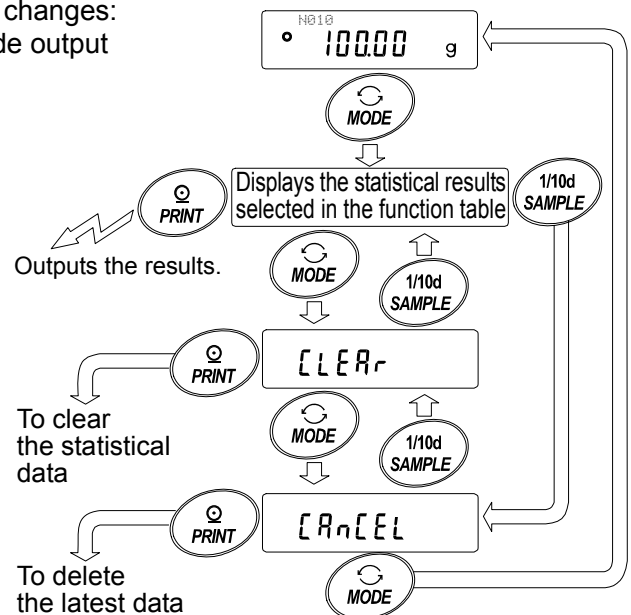 changes:
de output
N010
100.00 g
MODE
PRINT
Displays the statistical results
selected in the function table
1/10d
SAMPLE
Outputs the results.
MODE
1/10d
SAMPLE
PRINT
CLEAr
To clear
the statistical
data
MODE
1/10d
SAMPLE
PRINT
CAnCEL
To delete
the latest data
MODE